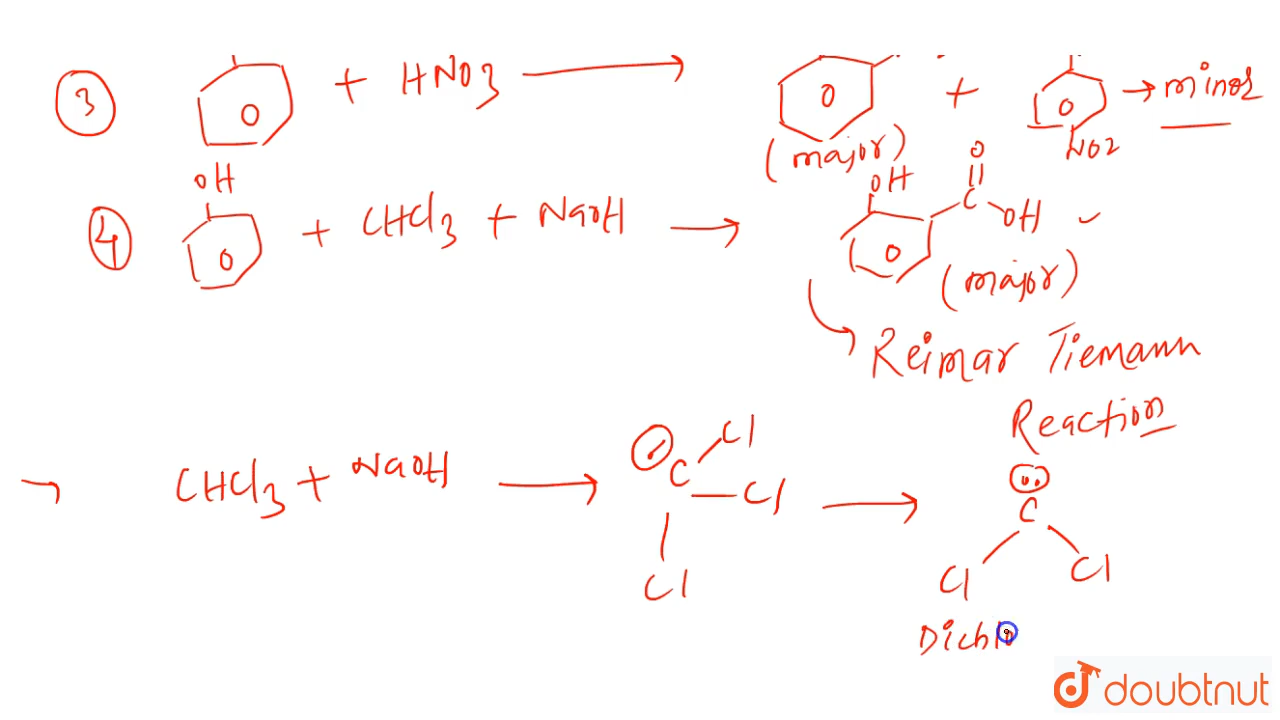 3 + HNO3 → + → minor
(major) NO2
OH OH O
4 + CHCl3 + NaOH → C OH
(major)
Reimar Tiemann
Reaction
→ CHCl3 + NaOH → C Cl → C
Cl
Cl Cl Cl
Dichlo
doubtnut